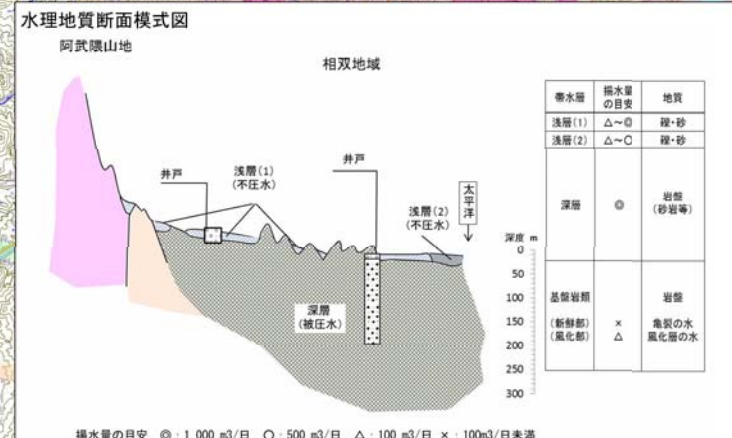 水理地質断面模式図
阿武隈山地
相双地域
井戸
浅層(1)
(不圧水)
井戸
浅層(2)
(不圧水)
太平洋
深層
(被圧水)
深度 m
0
50
100
150
200
250
300
帯水層 揚水量の目安 地質
浅層(1) △～◎ 礫・砂
浅層(2) △～○ 礫・砂
深層 ◎ 岩盤
(砂岩等)
基盤岩類 岩盤
(新鮮部) × 亀裂の水
(風化部) △ 風化層の水
揚水量の目安 ◎：1,000 m3/日 ○：500 m3/日 △：100 m3/日 ×：100m3/日未満